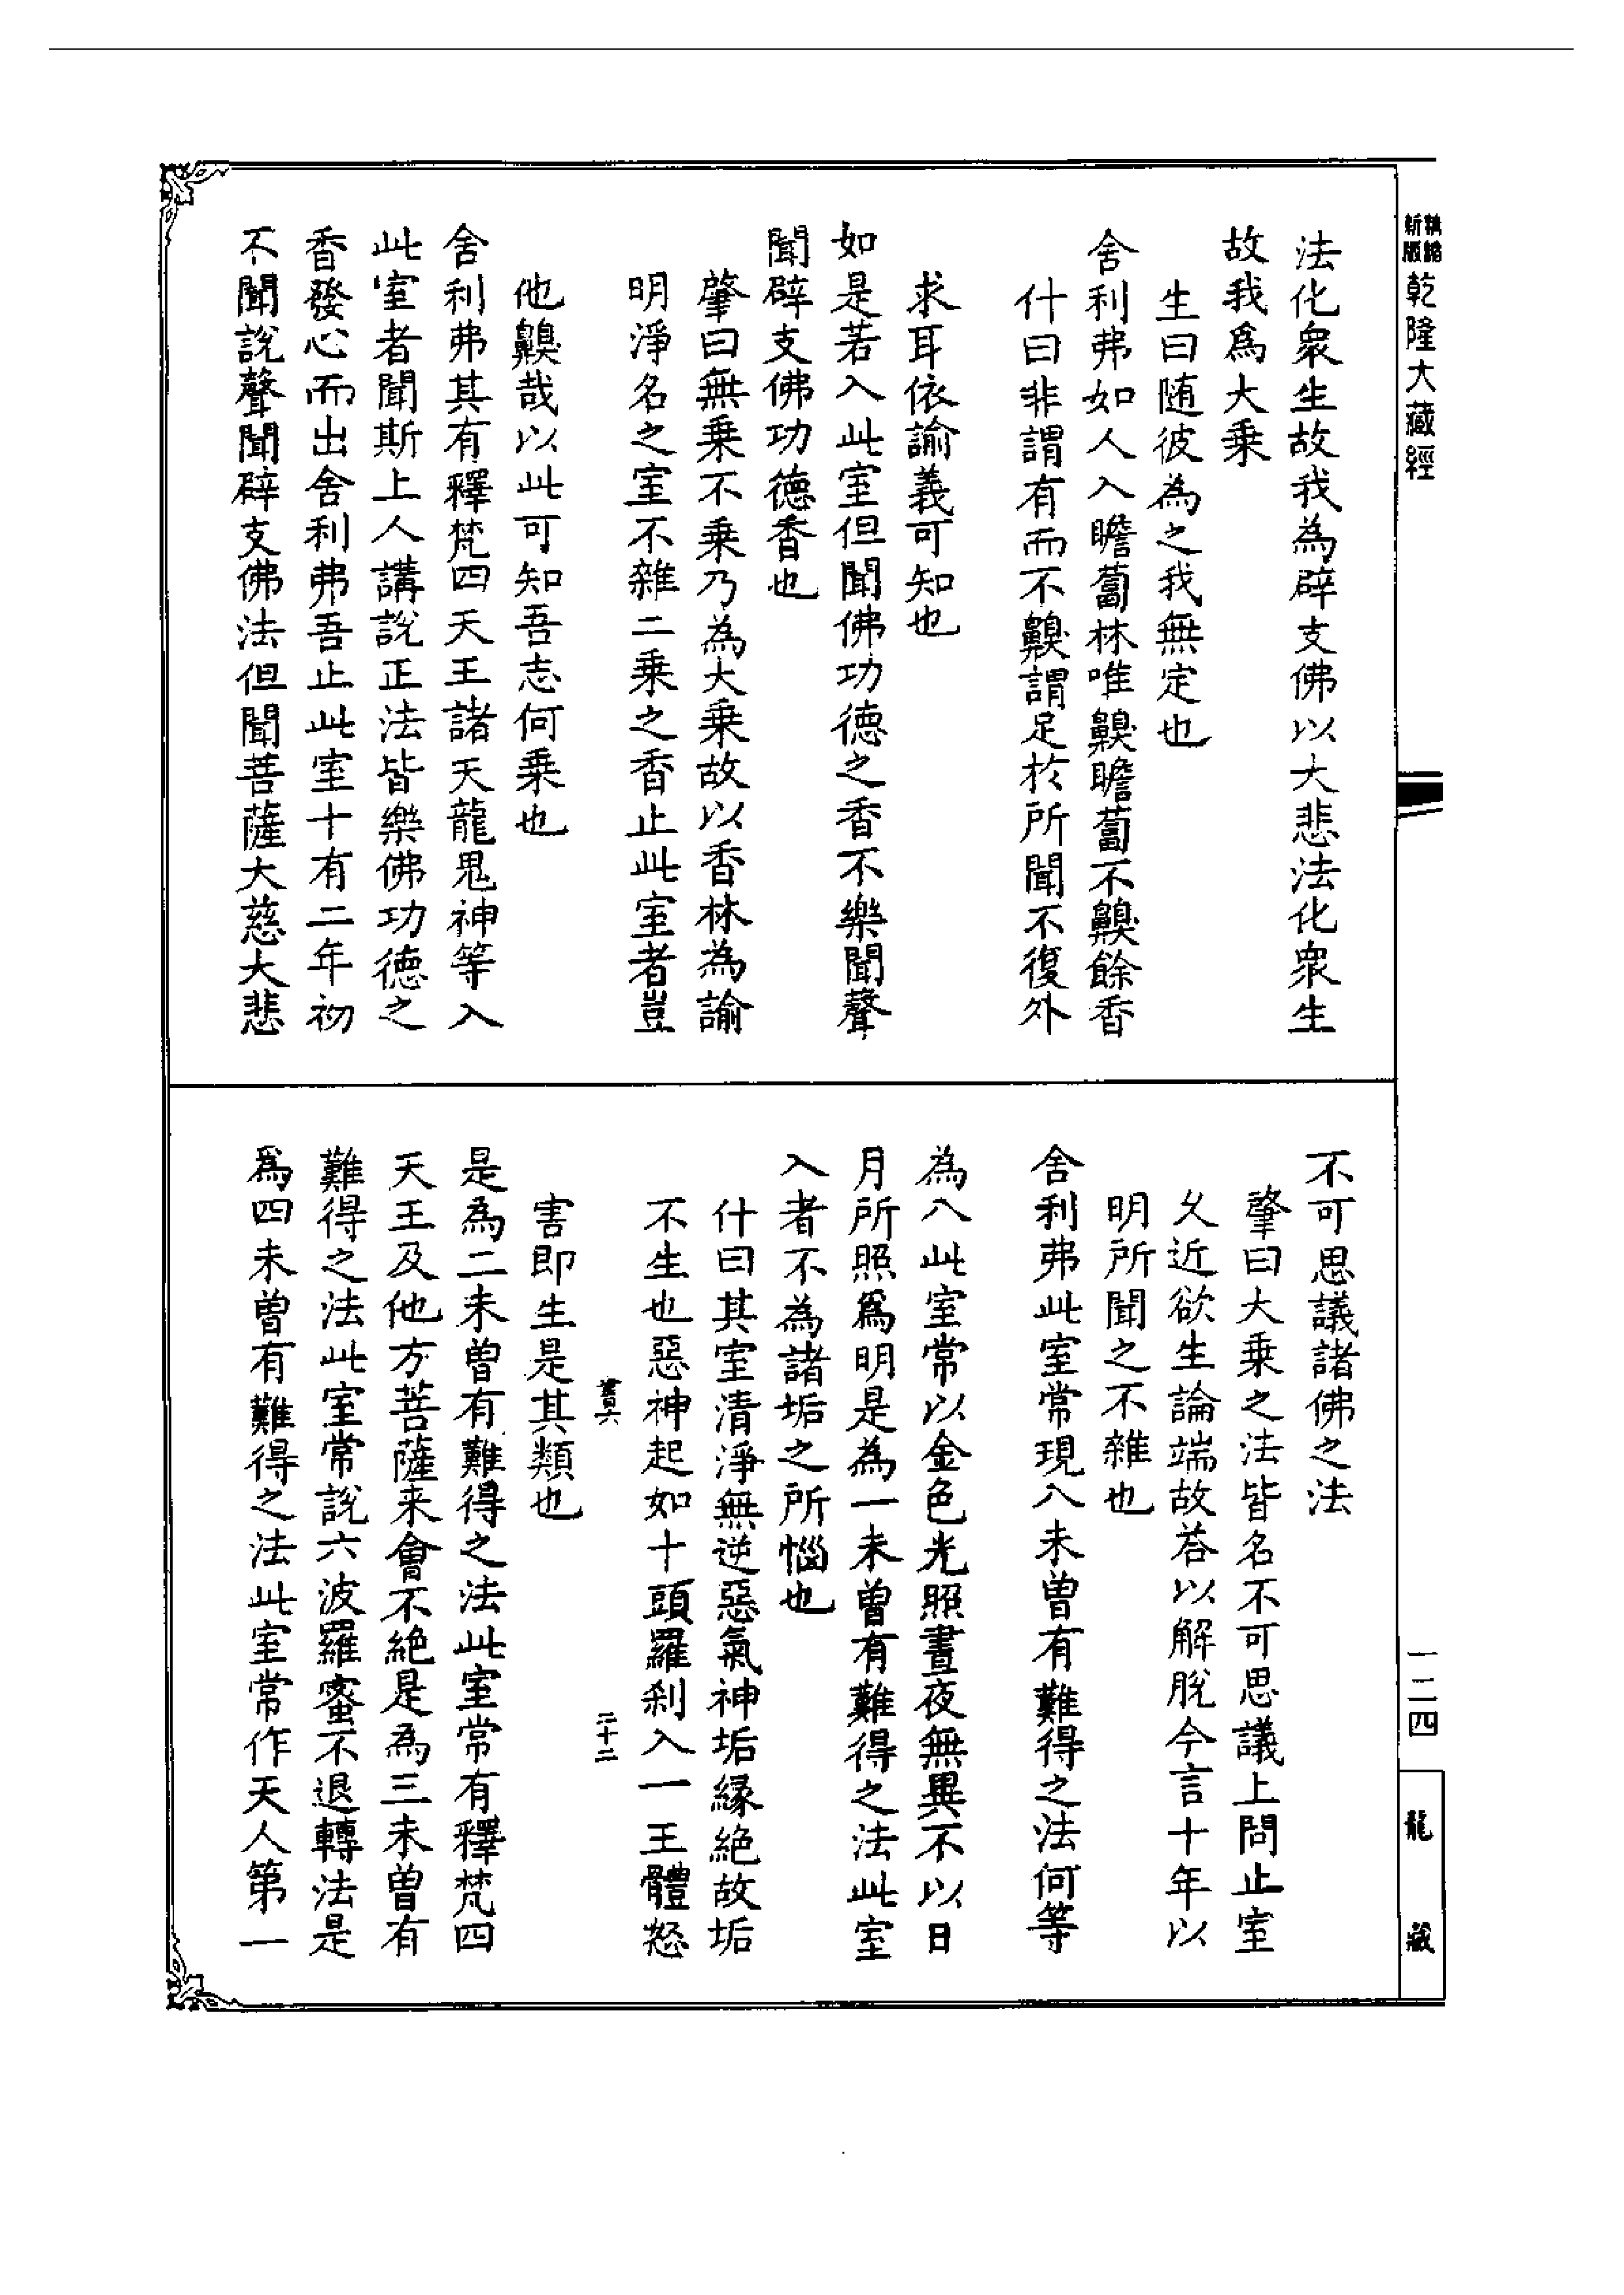 精縮
新版
乾隆大藏經
法化衆生故我為辟支佛以大悲法化衆生
故我爲大乗
生曰随彼為之我無定也
舍利弗如人入瞻蔔林唯齅瞻蔔不齅餘香
什曰非謂有而不齅謂足於所聞不復外
求耳依諭義可知也
如是若入此室但聞佛功德之香不樂聞聲
聞辟支佛功德香也
肇曰無乗不乗乃為大乗故以香林為諭
明淨名之室不雜二乗之香止此室者豈
他齅哉以此可知吾志何乗也
舍利弗其有釋梵四天王諸天龍鬼神等入
此室者聞斯上人講說正法皆樂佛功德之
香發心而出舍利弗吾止此室十有二年初
不聞說聲聞辟支佛法但聞菩薩大慈大悲
不可思議諸佛之法
肇曰大乗之法皆名不可思議上問止室
乆近欲生論端故荅以解脫今言十年以
明所聞之不雜也
舍利弗此室常現八未曾有難得之法何等
為八此室常以金色光照晝夜無異不以日
月所照爲明是為一未曾有難得之法此室
入者不為諸垢之所惱也
什曰其室清淨無逆惡氣神垢緣絶故垢
不生也惡神起如十頭羅刹入一王體怒
書六
二十二
害即生是其類也
是為二未曾有難得之法此室常有釋梵四
天王及他方菩薩来會不絶是為三未曾有
難得之法此室常說六波羅蜜不退轉法是
爲四未曾有難得之法此室常作天人第一
一二四
龍藏